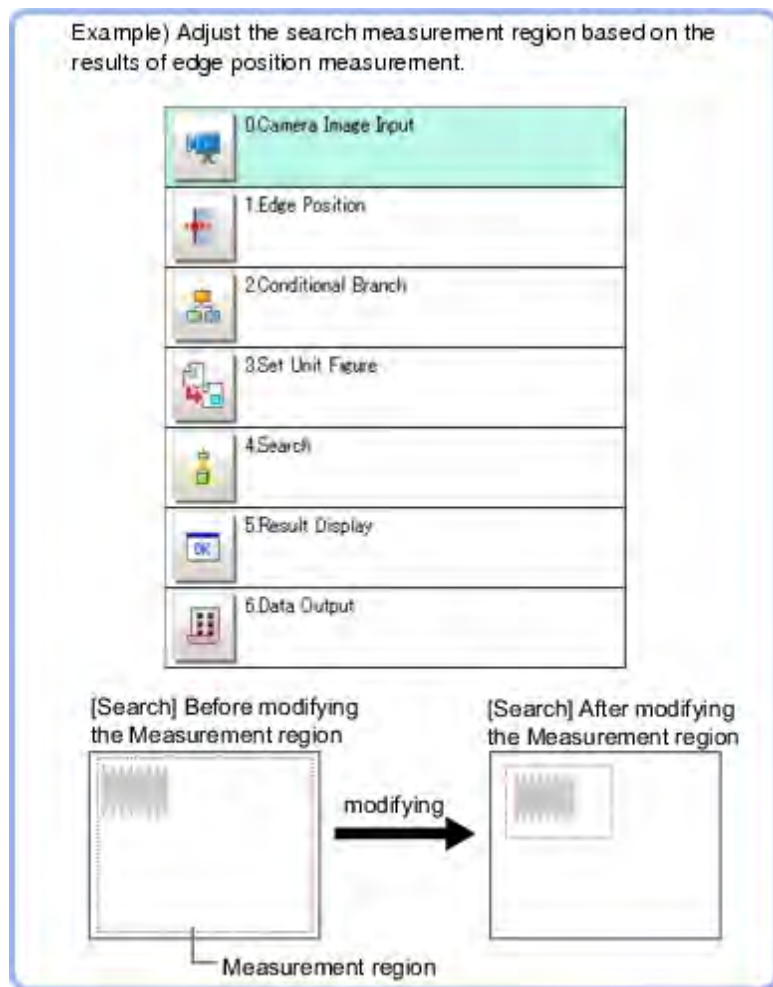 Example) Adjust the search measurement region based on the
results of edge position measurement.
0.Camera Image Input
1.Edge Position
2.Conditional Branch
3.Set Unit Figure
4.Search
5.Result Display
OK
6.Data Output
[Search] Before modifying
the Measurement region
[Search] After modifying
the Measurement region
modifying
Measurement region